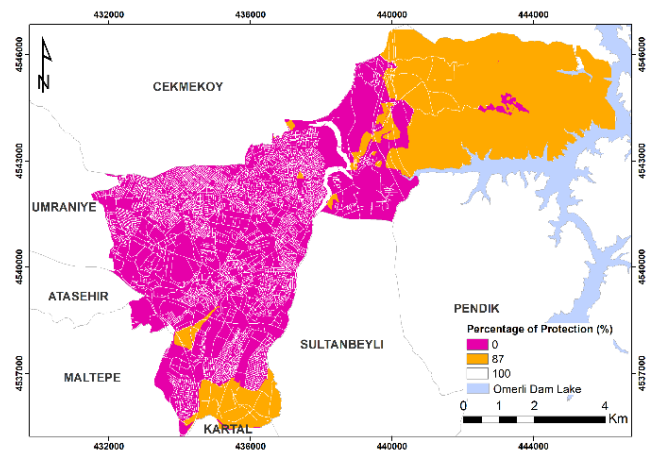 432000 436000 440000 444000
4546000 4546000
N
CEKMEKOY
4543000 4543000
UMRANIYE
4540000 4540000
ATASEHIR
PENDIK
Percentage of Protection (%)
SULTANBEYLI
0
87
MALTEPE
4537000 4537000
100
Omerli Dam Lake
0 1 2 4
Km
KARTAL
432000 436000 440000 444000